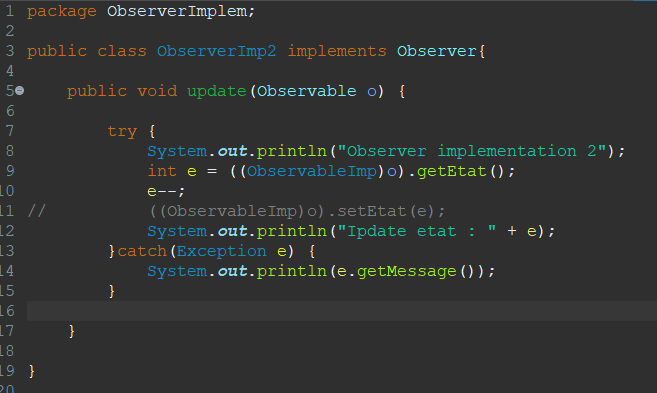 1 package ObserverImplem;
2
3 public class ObserverImp2 implements Observer{
4
5     public void update(Observable o) {
6
7         try {
8             System.out.println("Observer implementation 2");
9             int e = ((ObservableImp)o).getEtat();
10             e--;
11 //          ((ObservableImp)o).setEtat(e);
12             System.out.println("Ipdate etat : " + e);
13         }catch(Exception e) {
14             System.out.println(e.getMessage());
15         }
16
17     }
18
19 }
20